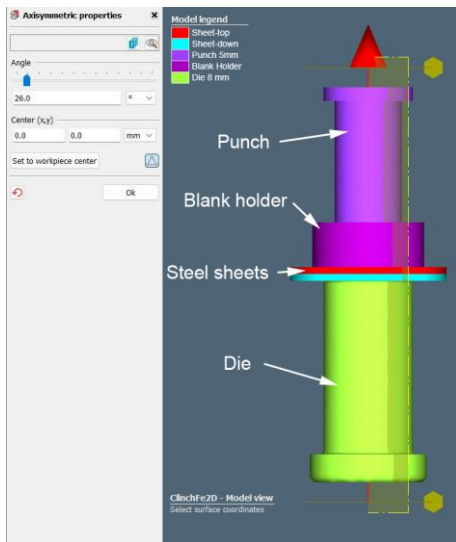 Axisymmetric properties
Angle
26.0
°
Center (x,y)
0.0 0.0 mm
Set to workpiece center
Ok
Model legend
Sheet-top
Sheet-down
Punch 5mm
Blank Holder
Die 8 mm
Punch
Blank holder
Steel sheets
Die
ClinchFe2D - Model view
Select surface coordinates